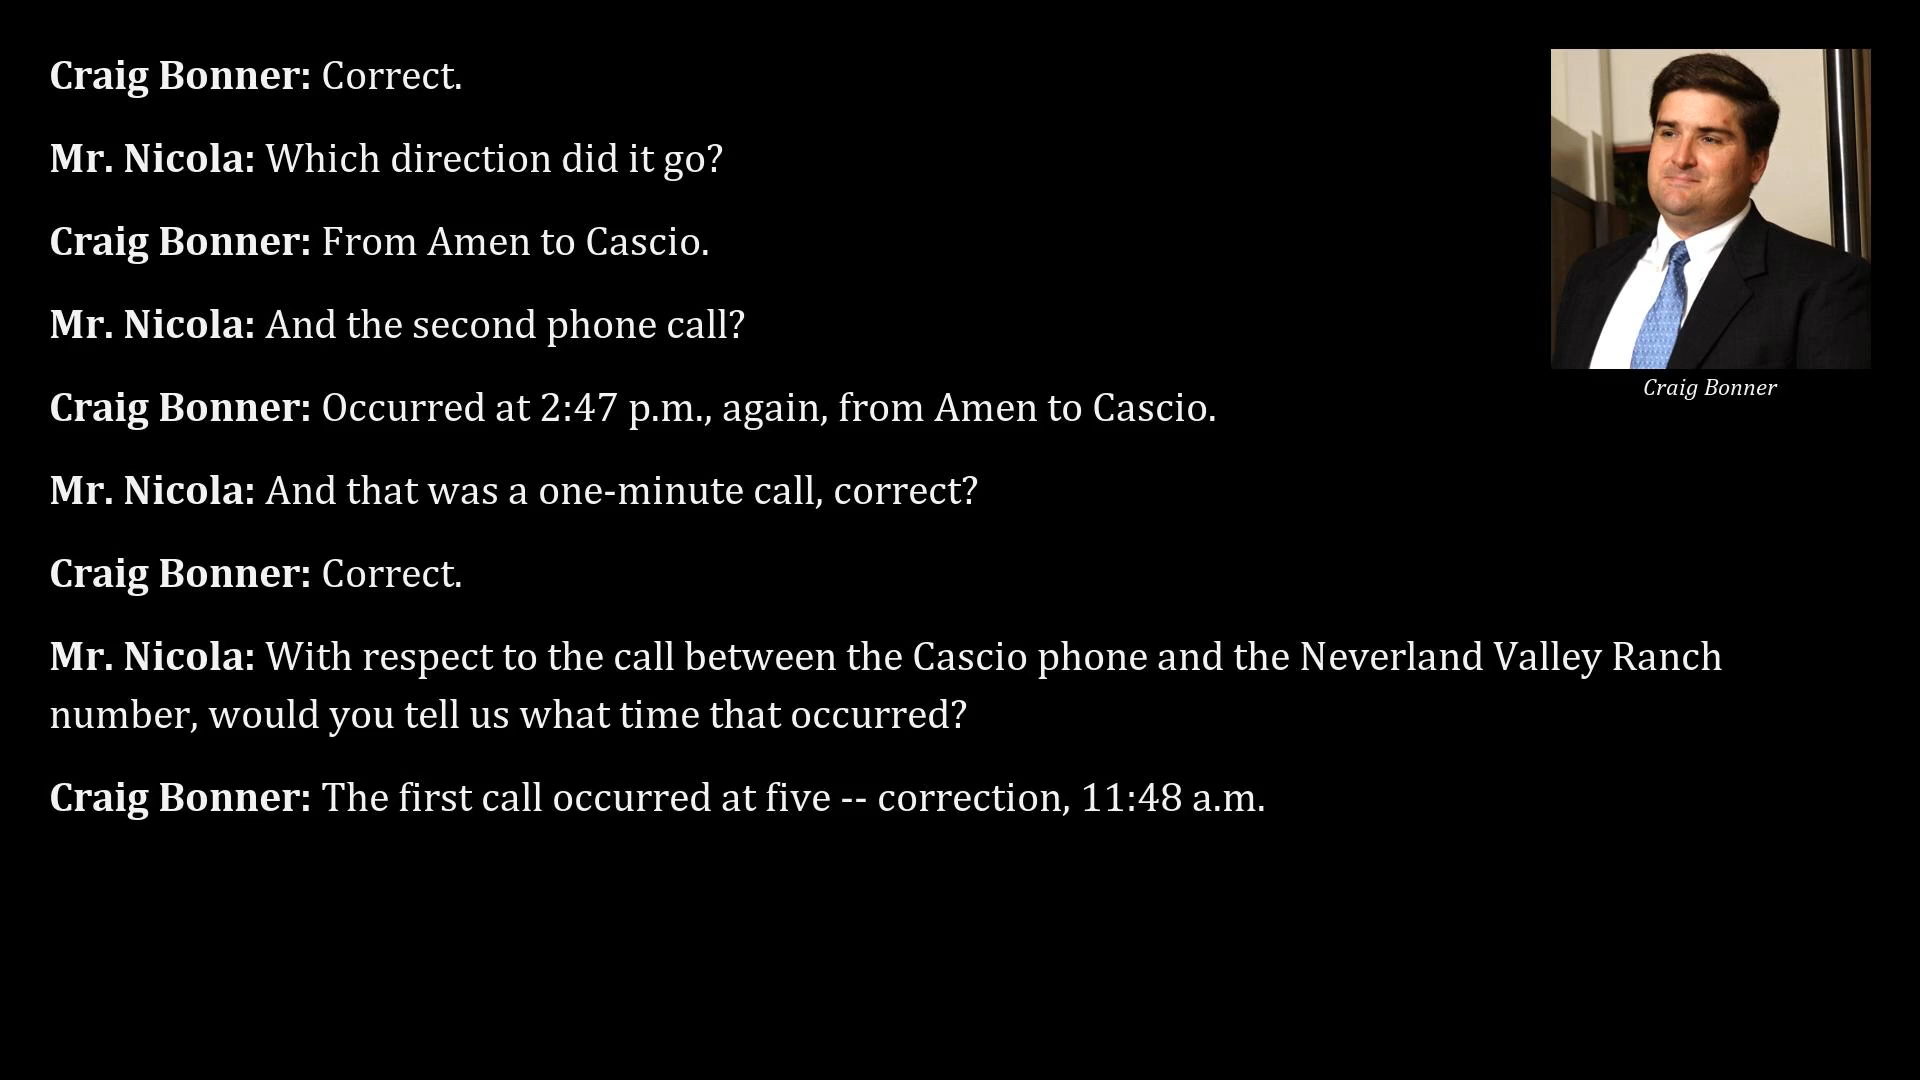 Craig Bonner: Correct.
Mr. Nicola: Which direction did it go?
Craig Bonner: From Amen to Cascio.
Mr. Nicola: And the second phone call?
Craig Bonner: Occurred at 2:47 p.m., again, from Amen to Cascio.
Mr. Nicola: And that was a one-minute call, correct?
Craig Bonner: Correct.
Mr. Nicola: With respect to the call between the Cascio phone and the Neverland Valley Ranch
number, would you tell us what time that occurred?
Craig Bonner: The first call occurred at five -- correction, 11:48 a.m.
Craig Bonner